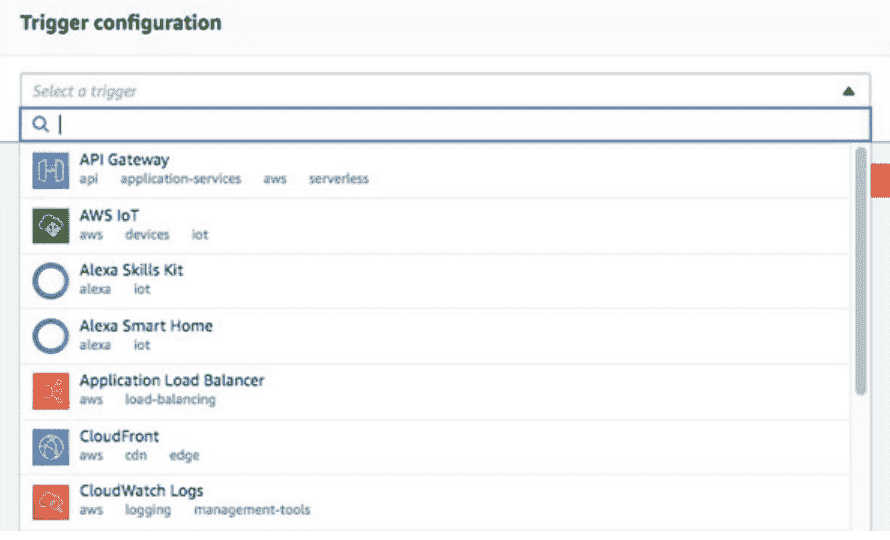 Trigger configuration
Select a trigger
API Gateway
api application-services aws serverless
AWS IoT
aws devices iot
Alexa Skills Kit
alexa iot
Alexa Smart Home
alexa iot
Application Load Balancer
aws load-balancing
CloudFront
aws cdn edge
CloudWatch Logs
aws logging management-tools